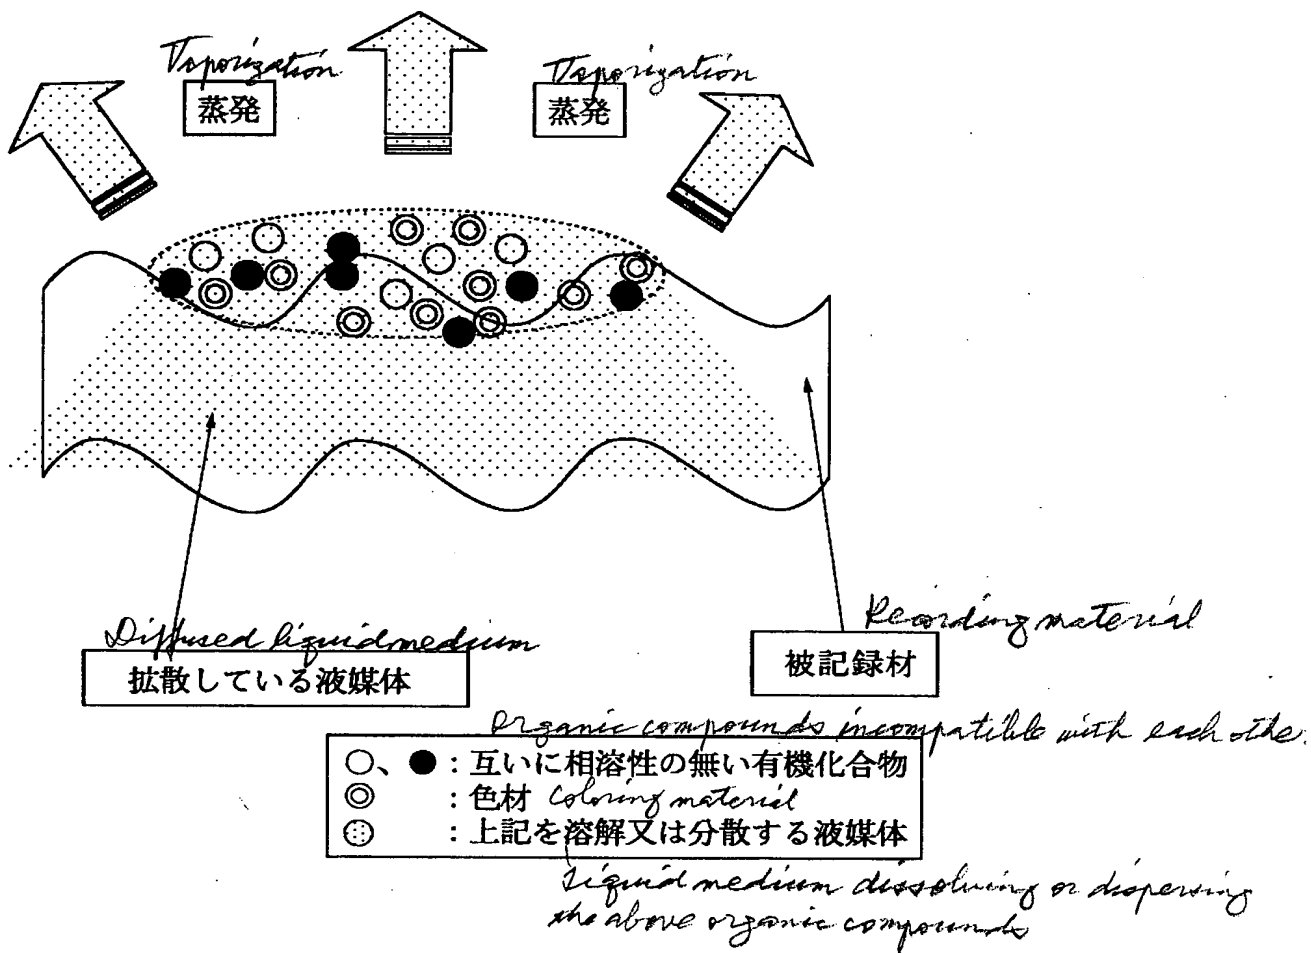 Vaporization
蒸発
Vaporization
蒸発
Diffused liquid medium
拡散している液媒体
Recording material
被記録材
Organic compounds incompatible with each othe
○、●：互いに相溶性の無い有機化合物
◎　：色材 Coloring material
：上記を溶解又は分散する液媒体
Liquid medium dissolving or dispersing
the above organic compounds